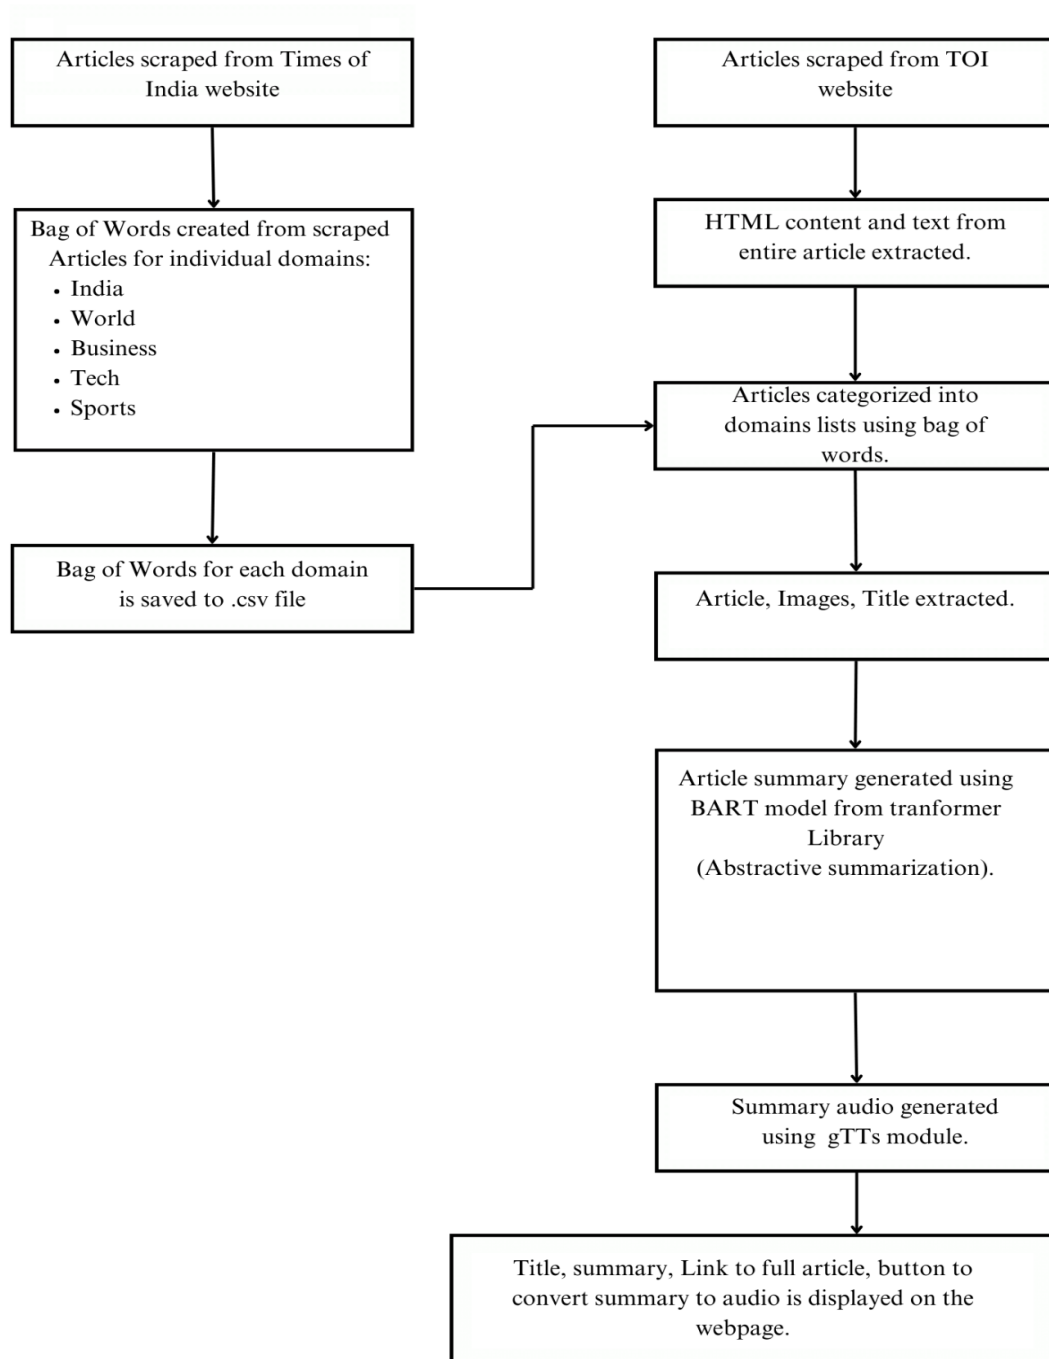 Articles scraped from Times of
India website
Bag of Words created from scraped
Articles for individual domains:
• India
• World
• Business
• Tech
• Sports
Bag of Words for each domain
is saved to .csv file
Articles scraped from TOI
website
HTML content and text from
entire article extracted.
Articles categorized into
domains lists using bag of
words.
Article, Images, Title extracted.
Article summary generated using
BART model from tranformer
Library
(Abstractive summarization).
Summary audio generated
using gTTs module.
Title, summary, Link to full article, button to
convert summary to audio is displayed on the
webpage.